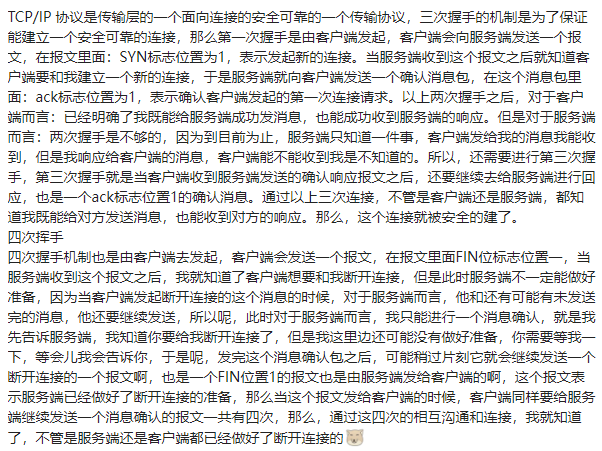 TCP/IP 协议是传输层的一个面向连接的安全可靠的一个传输协议，三次握手的机制是为了保证
能建立一个安全可靠的连接，那么第一次握手是由客户端发起，客户端会向服务端发送一个报
文，在报文里面：SYN标志位置为1，表示发起新的连接。当服务端收到这个报文之后就知道客
户端要和我建立一个新的连接，于是服务端就向客户端发送一个确认消息包，在这个消息包里
面：ack标志位置为1，表示确认客户端发起的第一次连接请求。以上两次握手之后，对于客户
端而言：已经明确了我既能给服务端成功发消息，也能成功收到服务端的响应。但是对于服务
端而言：两次握手是不够的，因为到目前为止，服务端只知道一件事，客户端发给我的消息我能收
到，但是我响应给客户端的消息，客户端能不能收到我是不知道的。所以，还需要进行第三次握
手，第三次握手就是当客户端收到服务端发送的确认响应报文之后，还要继续去给服务端进行回
应，也是一个ack标志位置1的确认消息。通过以上三次连接，不管是客户端还是服务端，都知
道我既能给对方发送消息，也能收到对方的响应。那么，这个连接就被安全的建了。
四次挥手
四次握手机制也是由客户端去发起，客户端会发送一个报文，在报文里面FIN位标志位置一，当
服务端收到这个报文之后，我就知道了客户端想要和我断开连接，但是此时服务端不一定能做好
准备，因为当客户端发起断开连接的这个消息的时候，对于服务端而言，他和还有可能有未发送
完的消息，他还要继续发送，所以呢，此时对于服务端而言，我只能进行一个消息确认，就是我
先告诉服务端，我知道你要给我断开连接了，但是我这里边还可能没有做好准备，你需要等我一
下，等会儿我会告诉你，于是呢，发完这个消息确认包之后，可能稍过片刻它就会继续发送一个
断开连接的一个报文啊，也是一个FIN位置1的报文也是由服务端发给客户端的啊，这个报文表
示服务端已经做好了断开连接的准备，那么当这个报文发给客户端的时候，客户端同样要给服务
端继续发送一个消息确认的报文一共有四次，那么，通过这四次的相互沟通和连接，我就知道
了，不管是服务端还是客户端都已经做好了断开连接的